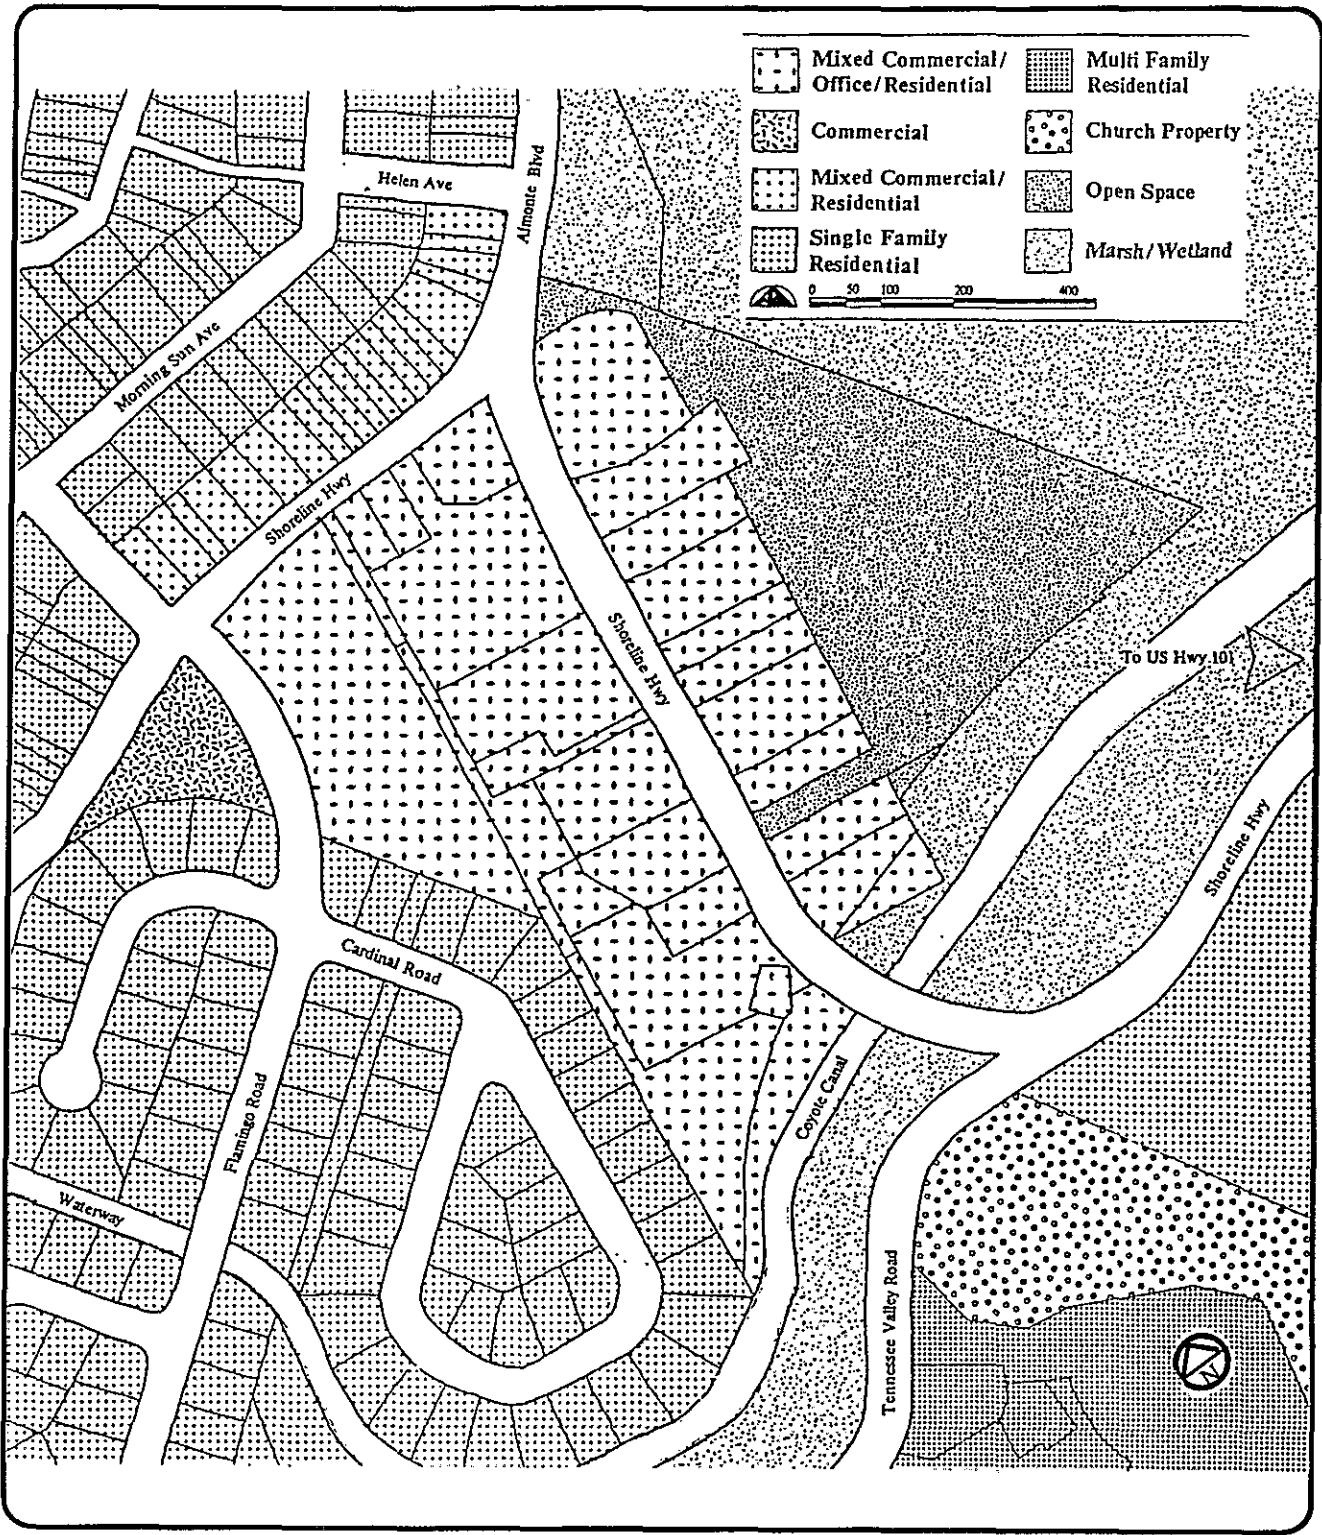 Mixed Commercial/
Office/Residential
Commercial
Mixed Commercial/
Residential
Single Family
Residential
Multi Family
Residential
Church Property
Open Space
Marsh/Wetland
0 50 100 200 400
Helen Ave
Almonte Blvd
Morning Sun Ave
Shoreline Hwy
Shoreline Hwy
To US Hwy 101
Shoreline Hwy
Cardinal Road
Coyote Canal
Flamingo Road
Waterway
Tennessee Valley Road
N